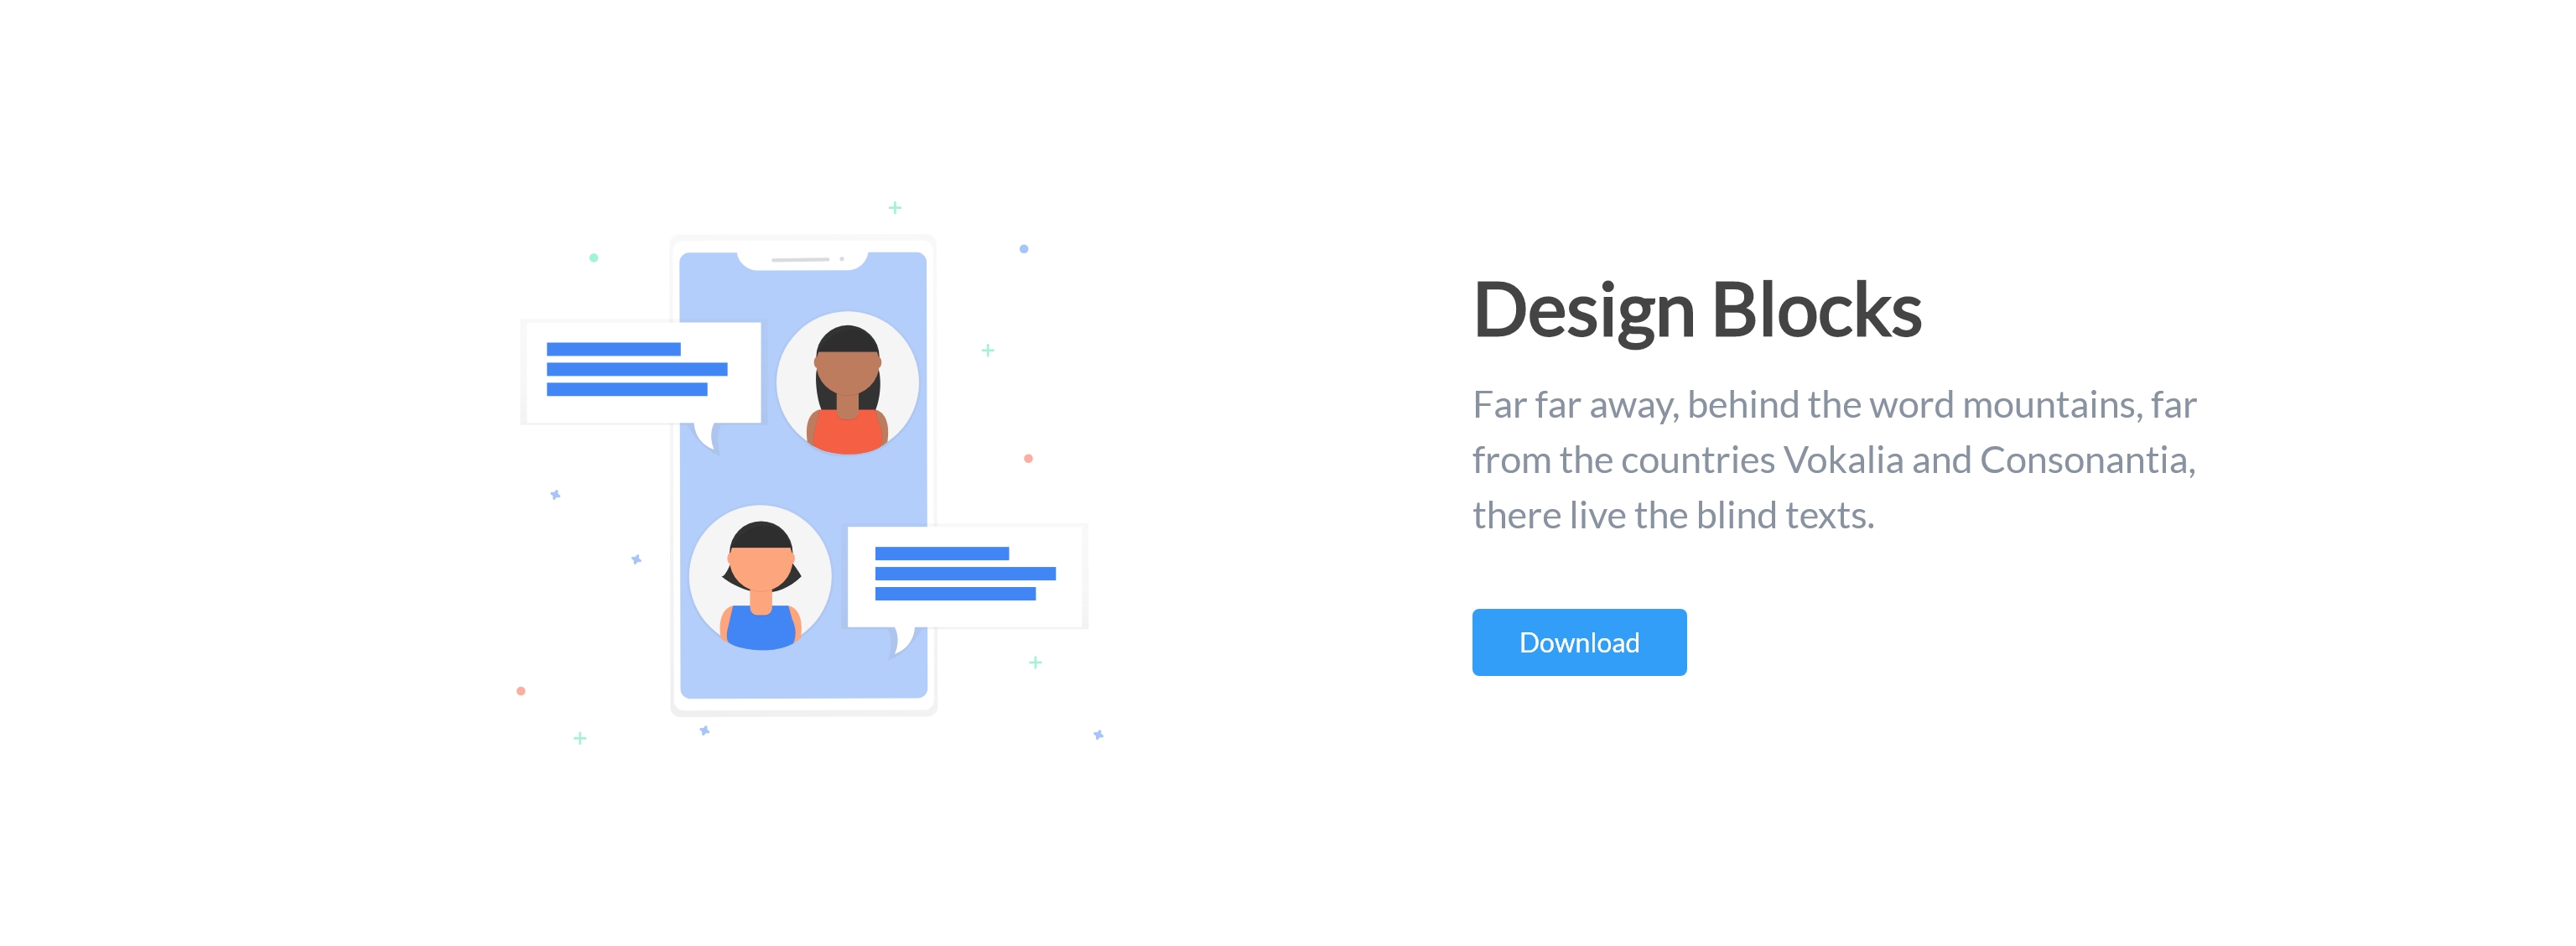 Design Blocks
Far far away, behind the word mountains, far
from the countries Vokalia and Consonantia,
there live the blind texts.
Download